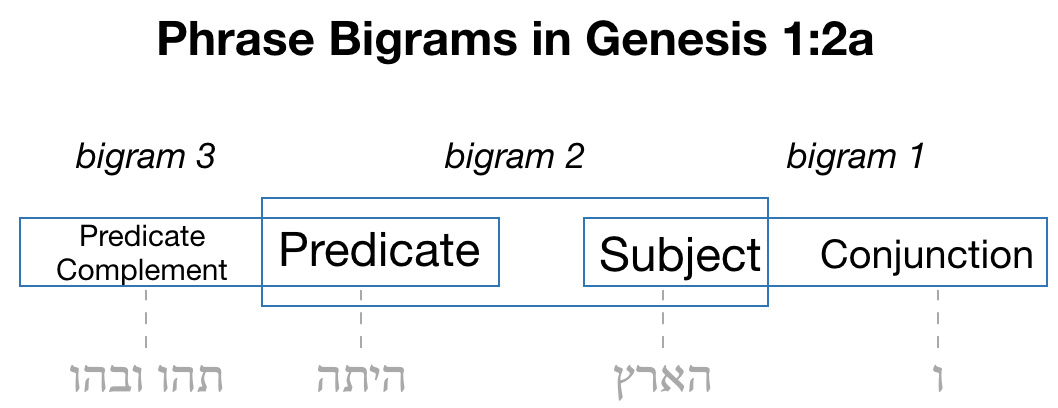 Phrase Bigrams in Genesis 1:2a
bigram 3 bigram 2 bigram 1
Predicate
Complement
Predicate Subject Conjunction
תהו ובהו היתה הארץ ו